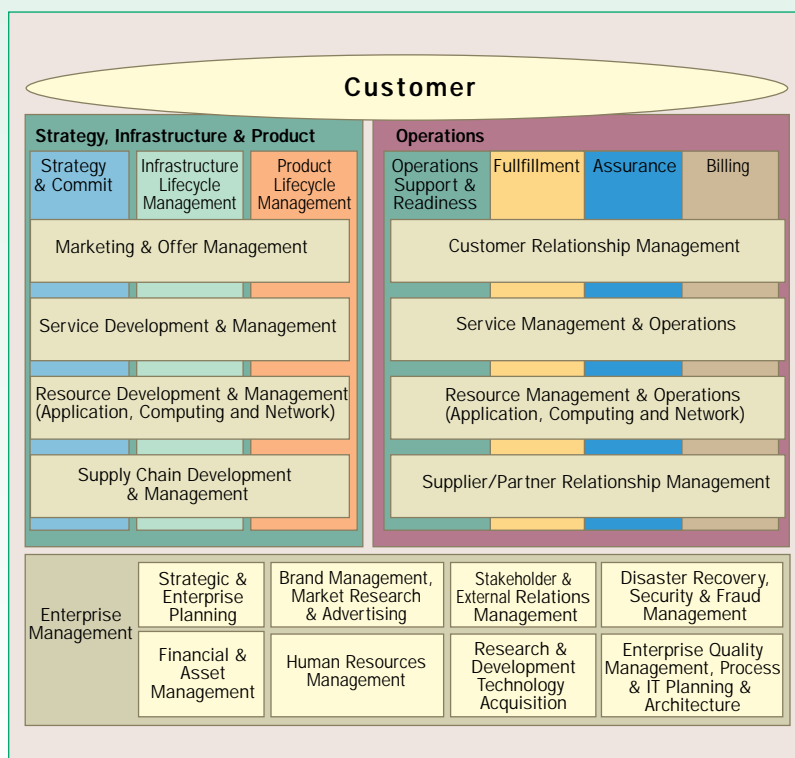 Customer
Strategy, Infrastructure & Product
Strategy
& Commit
Infrastructure
Lifecycle
Management
Product
Lifecycle
Management
Marketing & Offer Management
Service Development & Management
Resource Development & Management
(Application, Computing and Network)
Supply Chain Development
& Management
Operations
Operations
Support &
Readiness
Fullfillment
Assurance
Billing
Customer Relationship Management
Service Management & Operations
Resource Management & Operations
(Application, Computing and Network)
Supplier/Partner Relationship Management
Enterprise
Management
Strategic &
Enterprise
Planning
Brand Management,
Market Research
& Advertising
Stakeholder &
External Relations
Management
Disaster Recovery,
Security & Fraud
Management
Financial &
Asset
Management
Human Resources
Management
Research &
Development
Technology
Acquisition
Enterprise Quality
Management, Process
& IT Planning &
Architecture